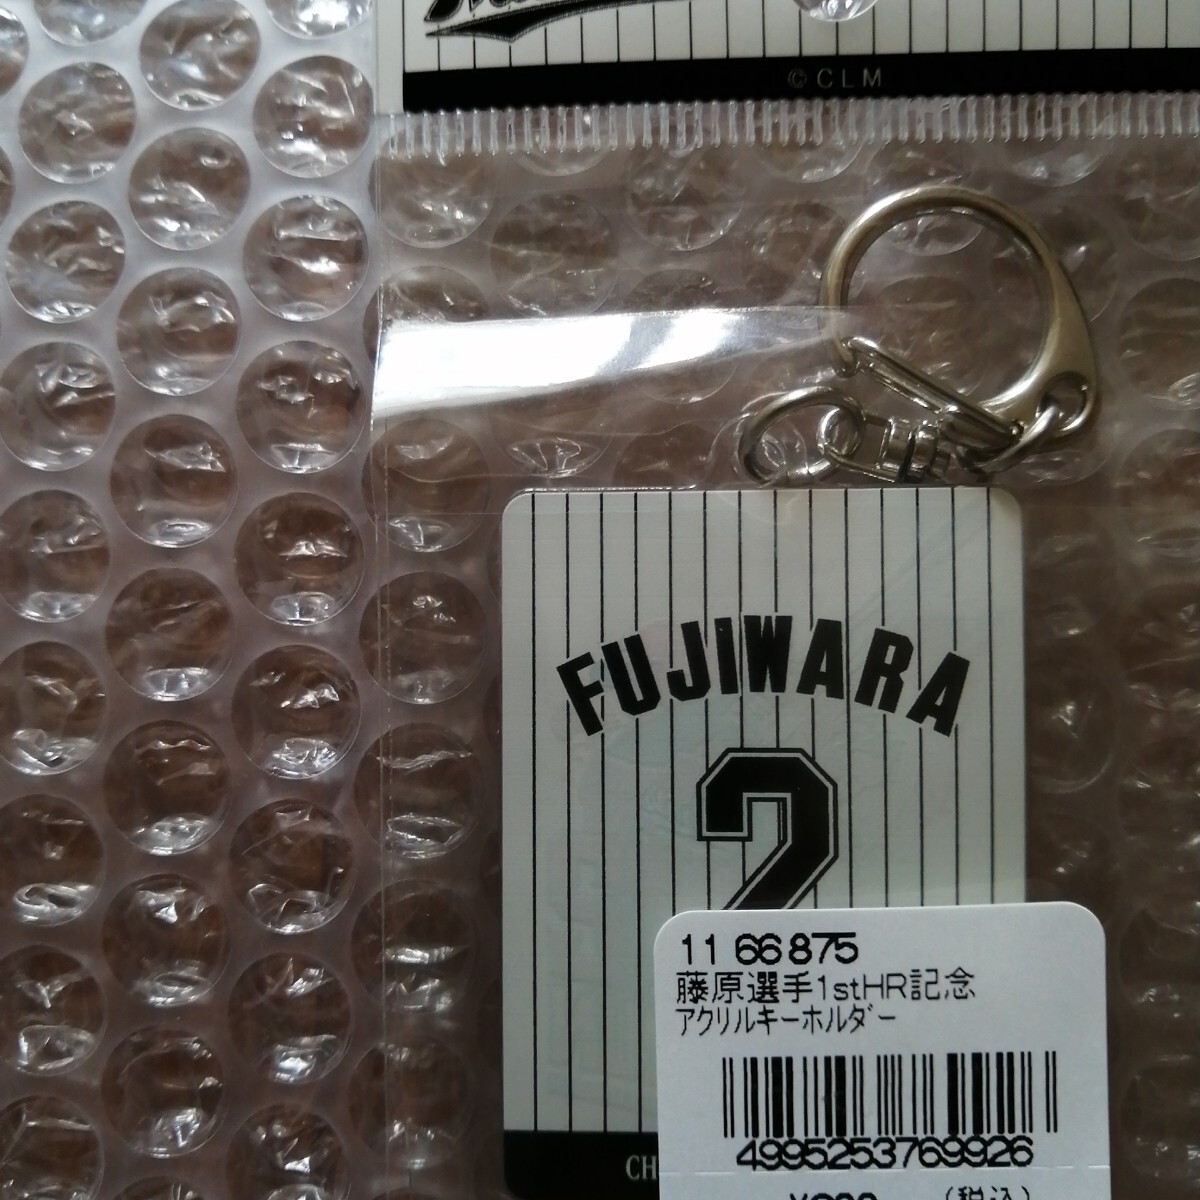 ©CLM
FUJIWARA
2
11 66875
藤原選手1stHR記念
アクリルキーホルダー
4995253769926
CH
(税込)